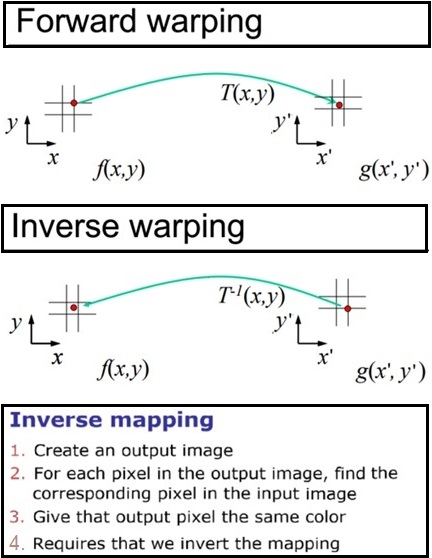 Forward warping
T(x,y)
y
y'
x
x'
f(x,y)
g(x', y')
Inverse warping
T⁻¹(x,y)
y
y'
x
x'
f(x,y)
g(x', y')
Inverse mapping
1. Create an output image
2. For each pixel in the output image, find the
corresponding pixel in the input image
3. Give that output pixel the same color
4. Requires that we invert the mapping